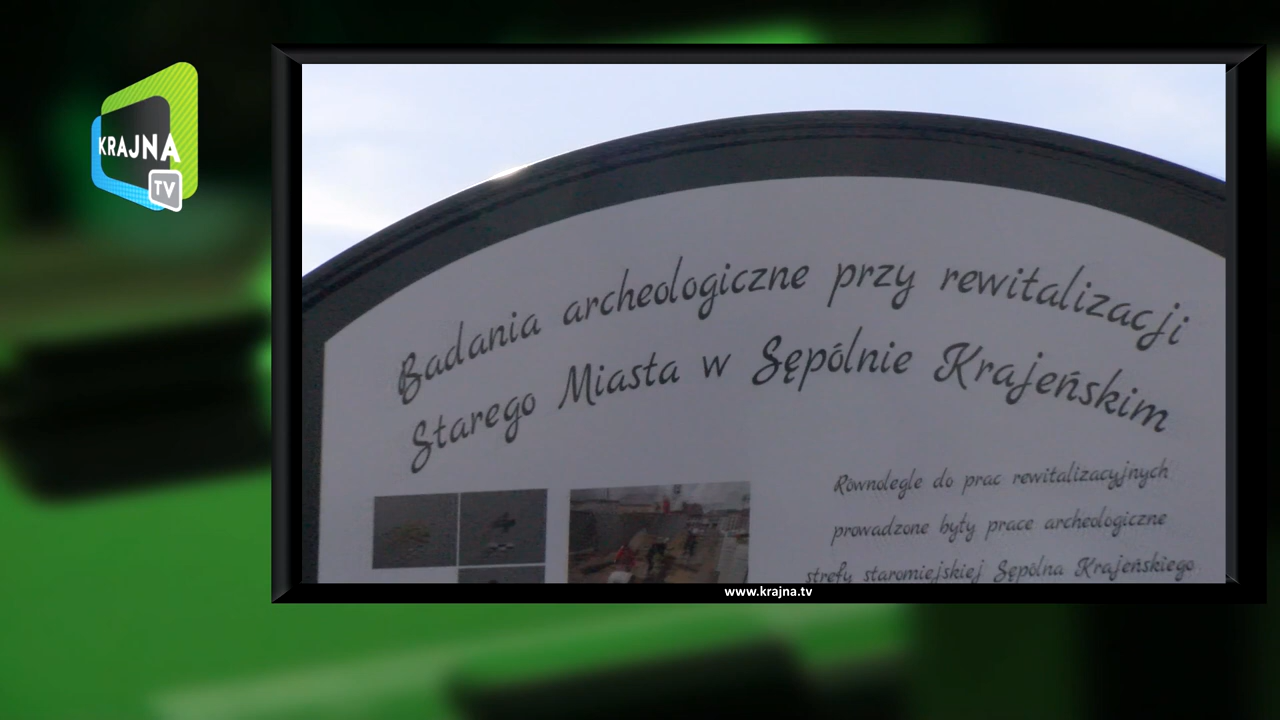 KRAJNA
TV
Badania archeologiczne przy rewitalizacji
Starego Miasta w Sępólnie Krajeńskim
Równolegle do prac rewitalizacyjnych
prowadzone były prace archeologiczne
strefy staromiejskiej Sępólna Krajeńskiego
www.krajna.tv